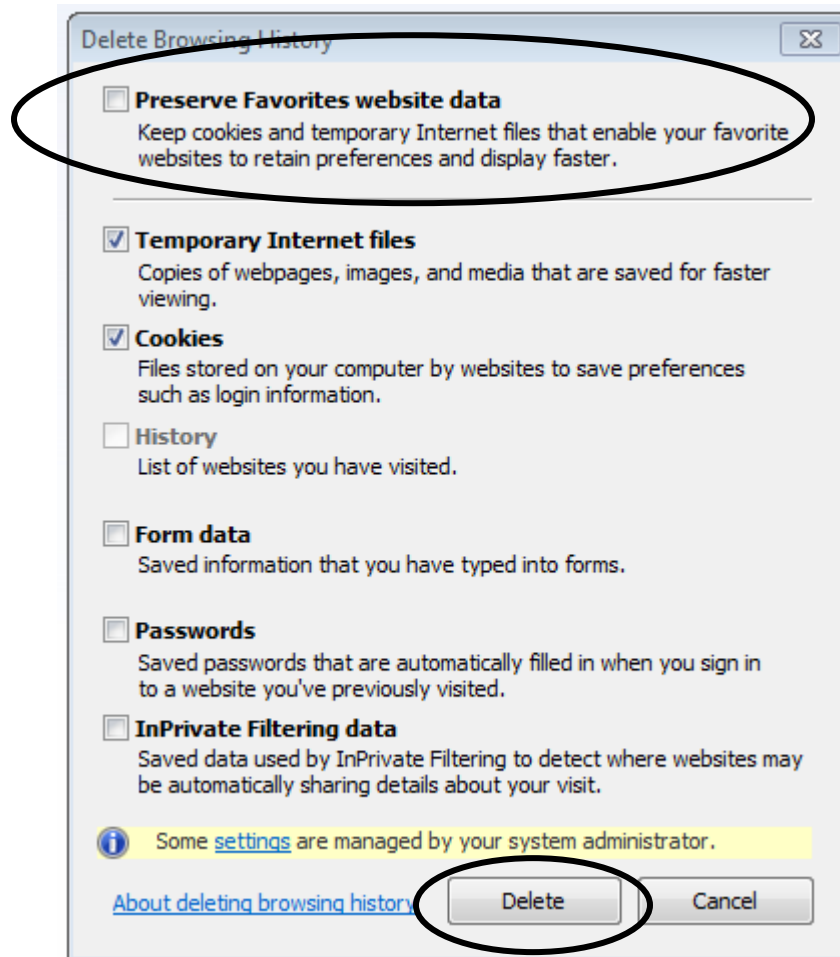 Delete Browsing History
Preserve Favorites website data
Keep cookies and temporary Internet files that enable your favorite
websites to retain preferences and display faster.
Temporary Internet files
Copies of webpages, images, and media that are saved for faster
viewing.
Cookies
Files stored on your computer by websites to save preferences
such as login information.
History
List of websites you have visited.
Form data
Saved information that you have typed into forms.
Passwords
Saved passwords that are automatically filled in when you sign in
to a website you've previously visited.
InPrivate Filtering data
Saved data used by InPrivate Filtering to detect where websites may
be automatically sharing details about your visit.
Some settings are managed by your system administrator.
About deleting browsing history Delete Cancel